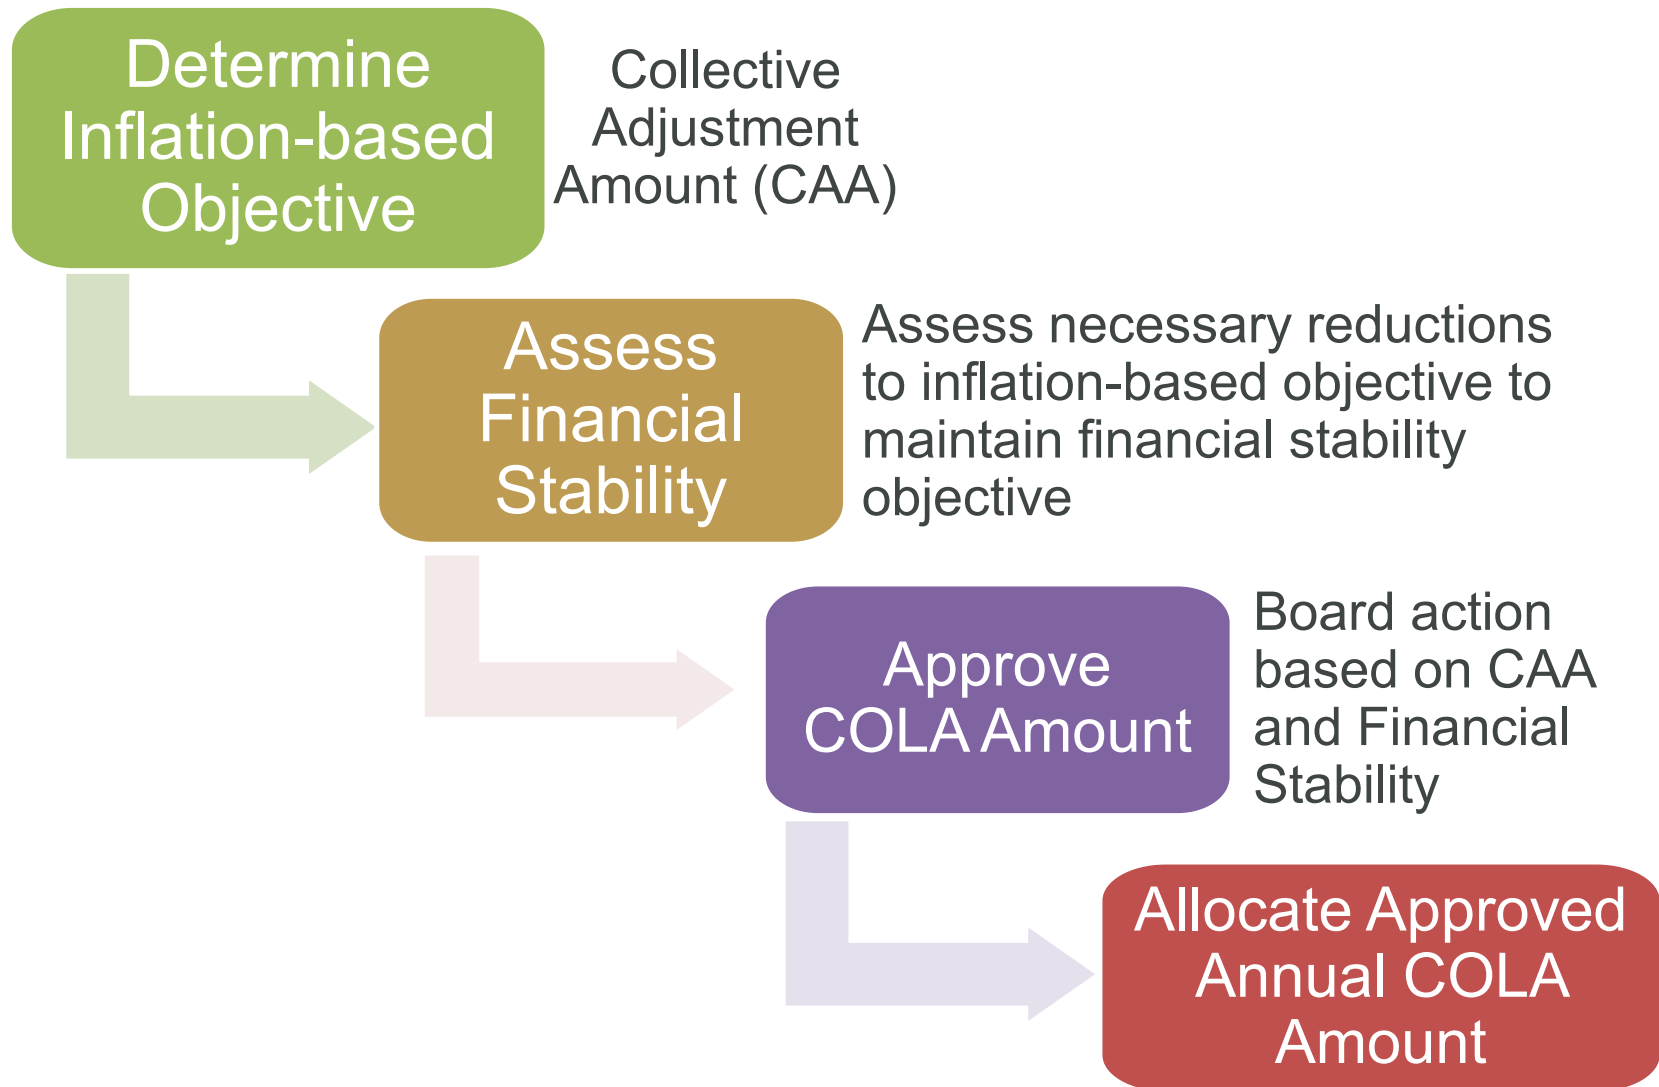 Determine
Inflation-based
Objective
Collective
Adjustment
Amount (CAA)
Assess
Financial
Stability
Assess necessary reductions
to inflation-based objective to
maintain financial stability
objective
Approve
COLA Amount
Board action
based on CAA
and Financial
Stability
Allocate Approved
Annual COLA
Amount